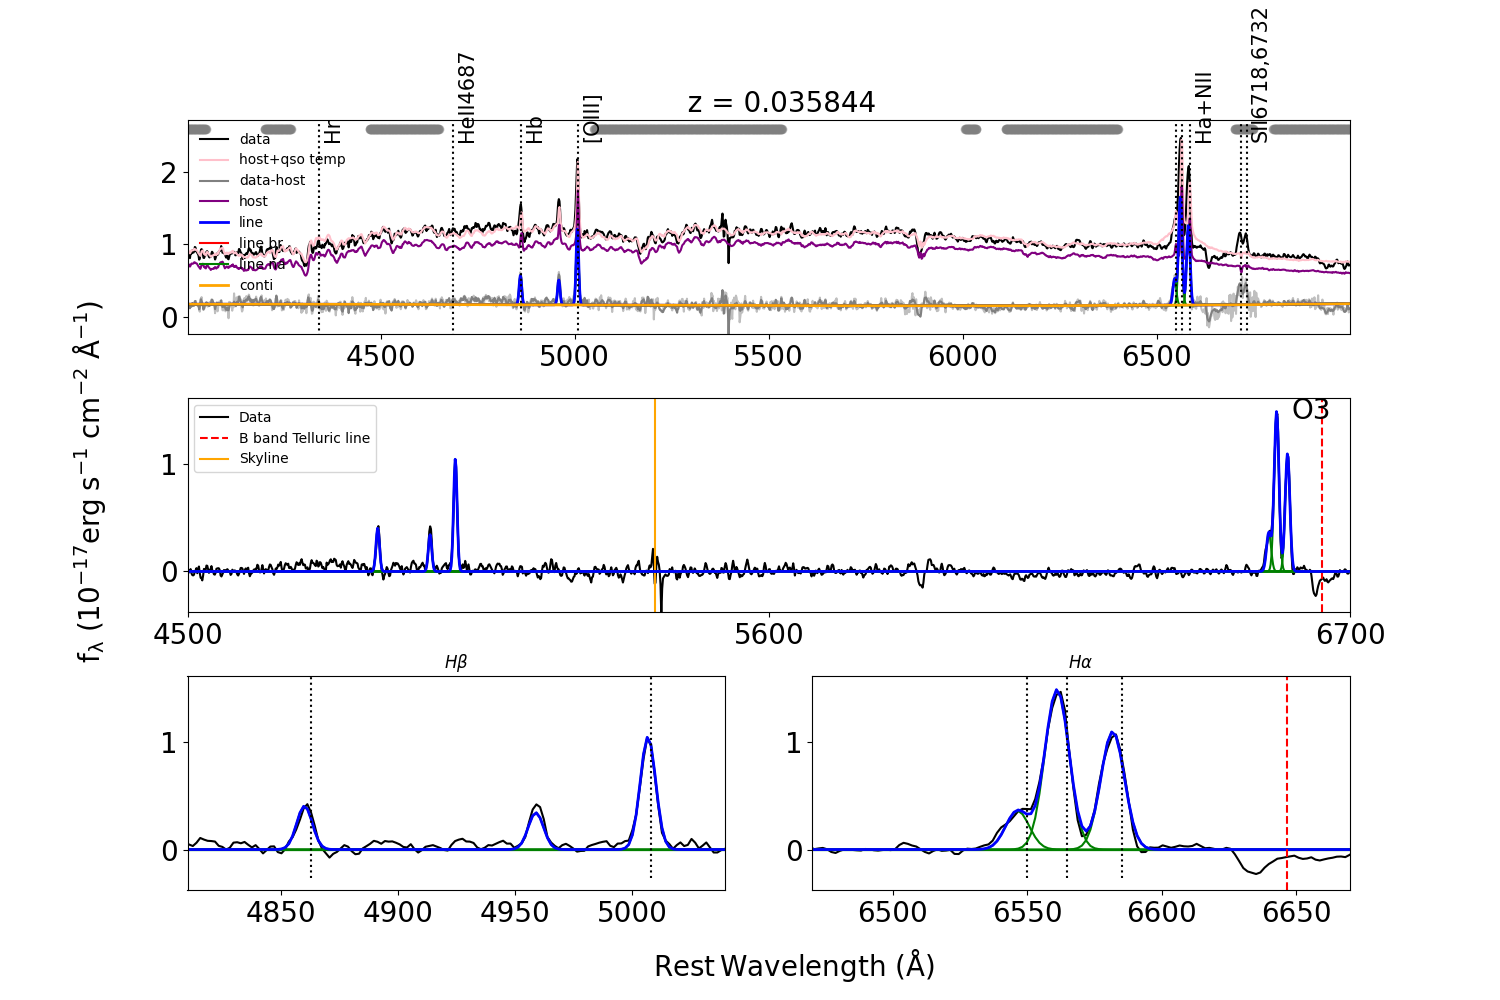 z = 0.035844
Hr
HeII4687
Hb
[OIII]
Ha+NII
SII6718,6732
data
host+qso temp
data-host
host
line
line br
line na
conti
2
1
0
4500 5000 5500 6000 6500
fλ (10⁻¹⁷erg s⁻¹ cm⁻² Å⁻¹)
Data
B band Telluric line
Skyline
O3
1
0
4500 5600 6700
Hβ
1
0
4850 4900 4950 5000
Hα
1
0
6500 6550 6600 6650
Rest Wavelength (Å)